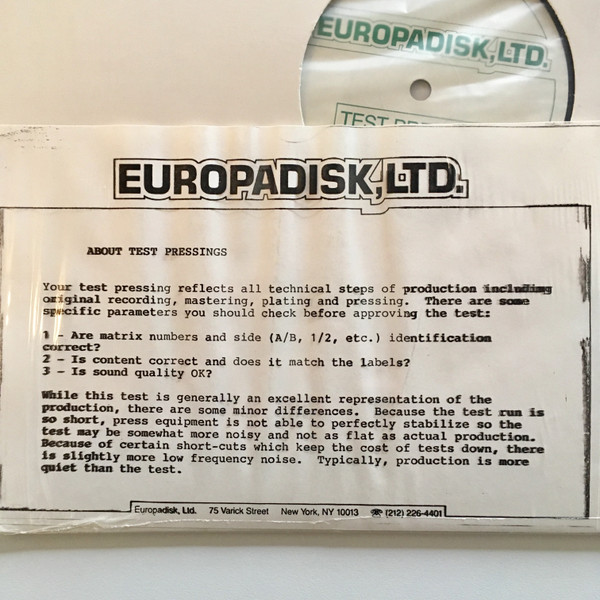 EUROPADISK, LTD.
TEST
EUROPADISK, LTD.
ABOUT TEST PRESSINGS
Your test pressing reflects all technical steps of production including
original recording, mastering, plating and pressing. There are some
specific parameters you should check before approving the test:
1 - Are matrix numbers and side (A/B, 1/2, etc.) identification
correct?
2 - Is content correct and does it match the labels?
3 - Is sound quality OK?
While this test is generally an excellent representation of the
production, there are some minor differences. Because the test run is
so short, press equipment is not able to perfectly stabilize so the
test may be somewhat more noisy and not as flat as actual production.
Because of certain short-cuts which keep the cost of tests down, there
is slightly more low frequency noise. Typically, production is more
quiet than the test.
Europadisk, Ltd. 75 Varick Street New York, NY 10013 ☎ (212) 226-4401